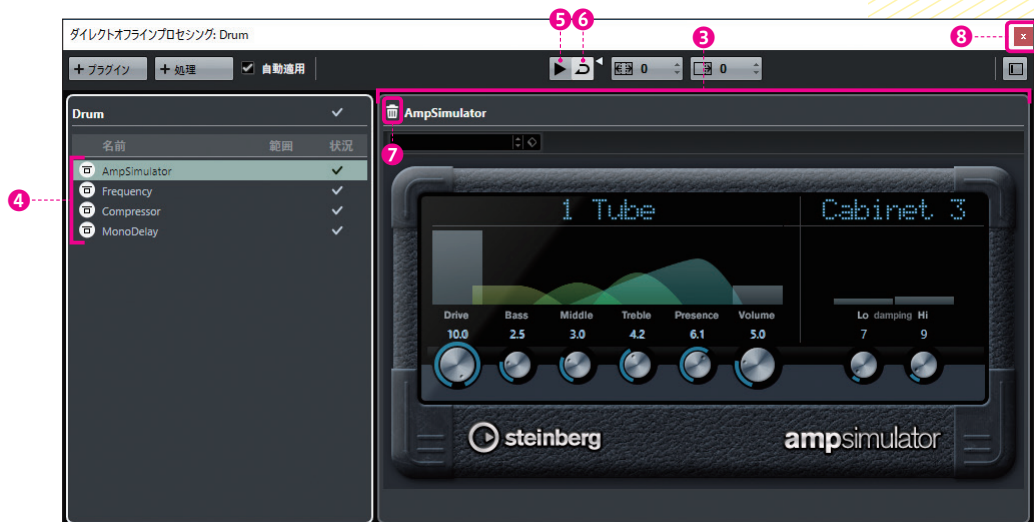 ダイレクトオフラインプロセシング: Drum
5 6
3
8
x
+ プラグイン + 処理 自動適用
0 0
Drum
名前 範囲 状況
4
AmpSimulator
Frequency
Compressor
MonoDelay
AmpSimulator
7
1 Tube Cabinet 3
Drive Bass Middle Treble Presence Volume Lo damping Hi
10.0 2.5 3.0 4.2 6.1 5.0 7 9
steinberg ampsimulator